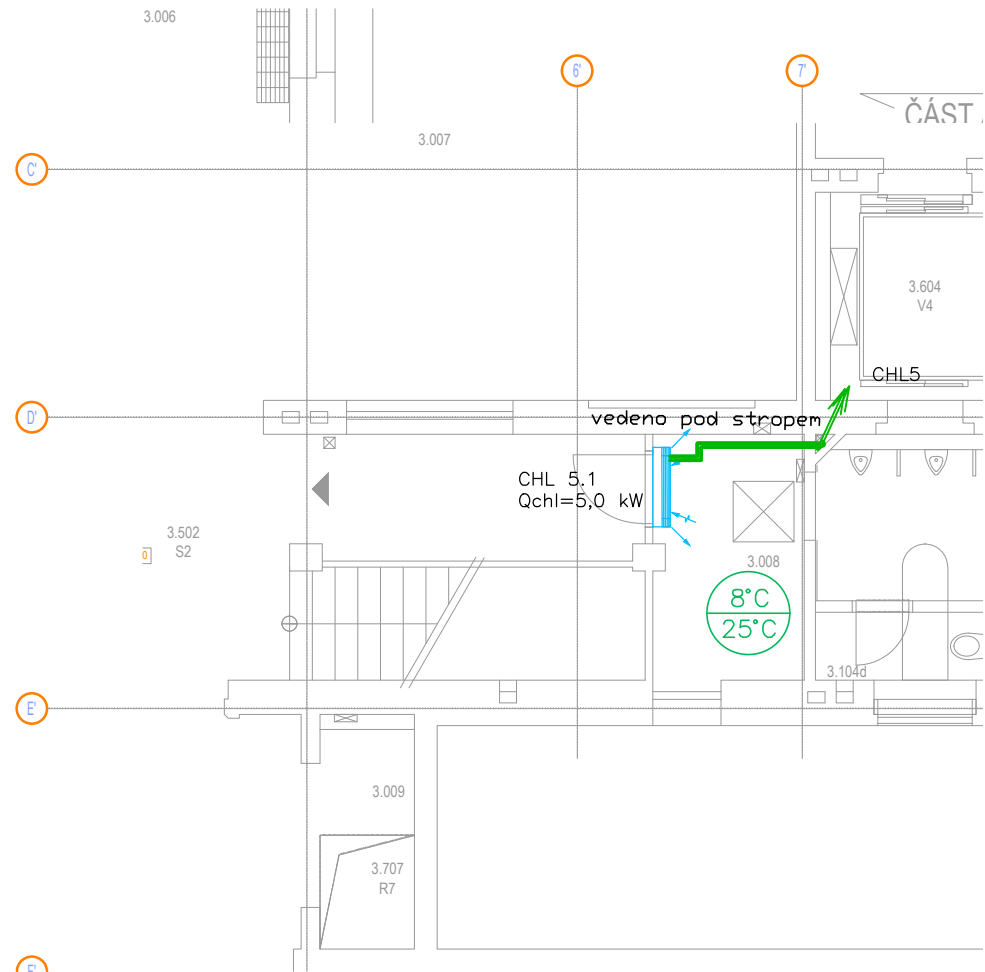 3.006
6'
7'
ČÁST
3.007
C'
3.604
V4
CHL5
D'
vedeno pod stropem
CHL 5.1
Qchl=5,0 kW
3.502
S2
0
3.008
8°C
25°C
3.104d
E'
3.009
3.707
R7
F'